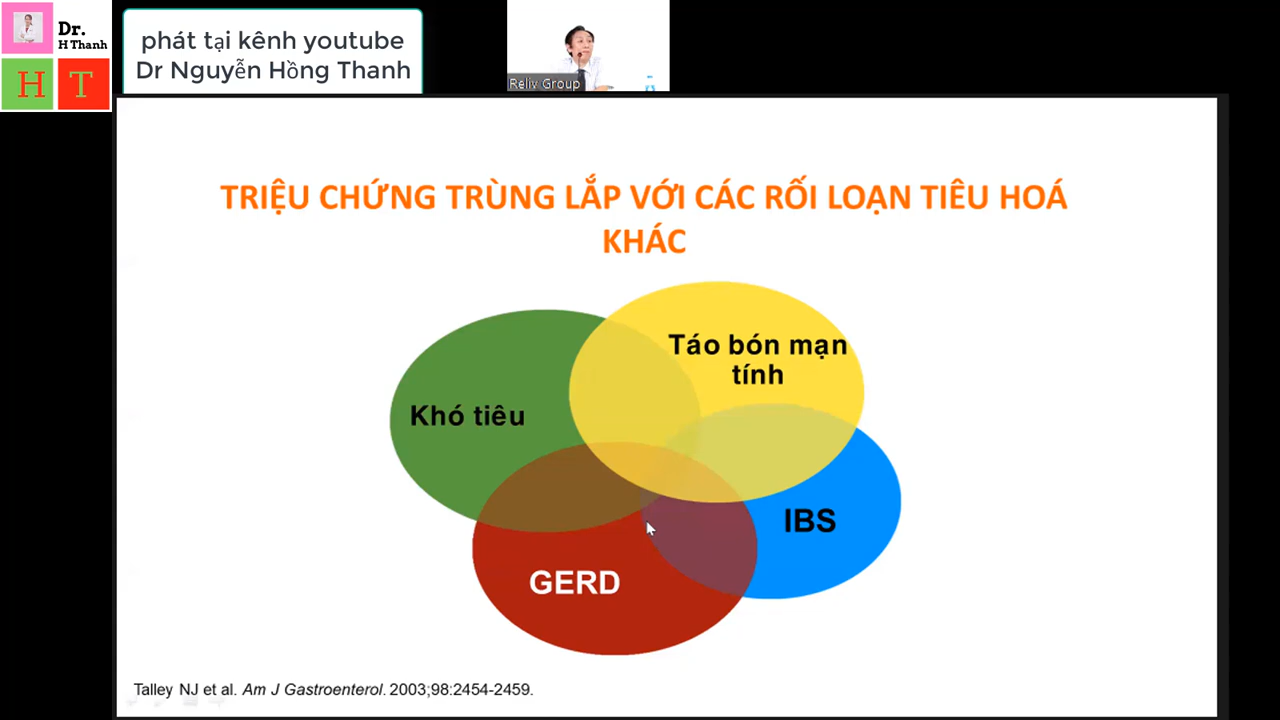 Dr.
H Thanh
H T
phát tại kênh youtube
Dr Nguyễn Hồng Thanh
Reliv Group
TRIỆU CHỨNG TRÙNG LẮP VỚI CÁC RỐI LOẠN TIÊU HOÁ
KHÁC
Táo bón mạn
tính
Khó tiêu
IBS
GERD
Talley NJ et al. Am J Gastroenterol. 2003;98:2454-2459.